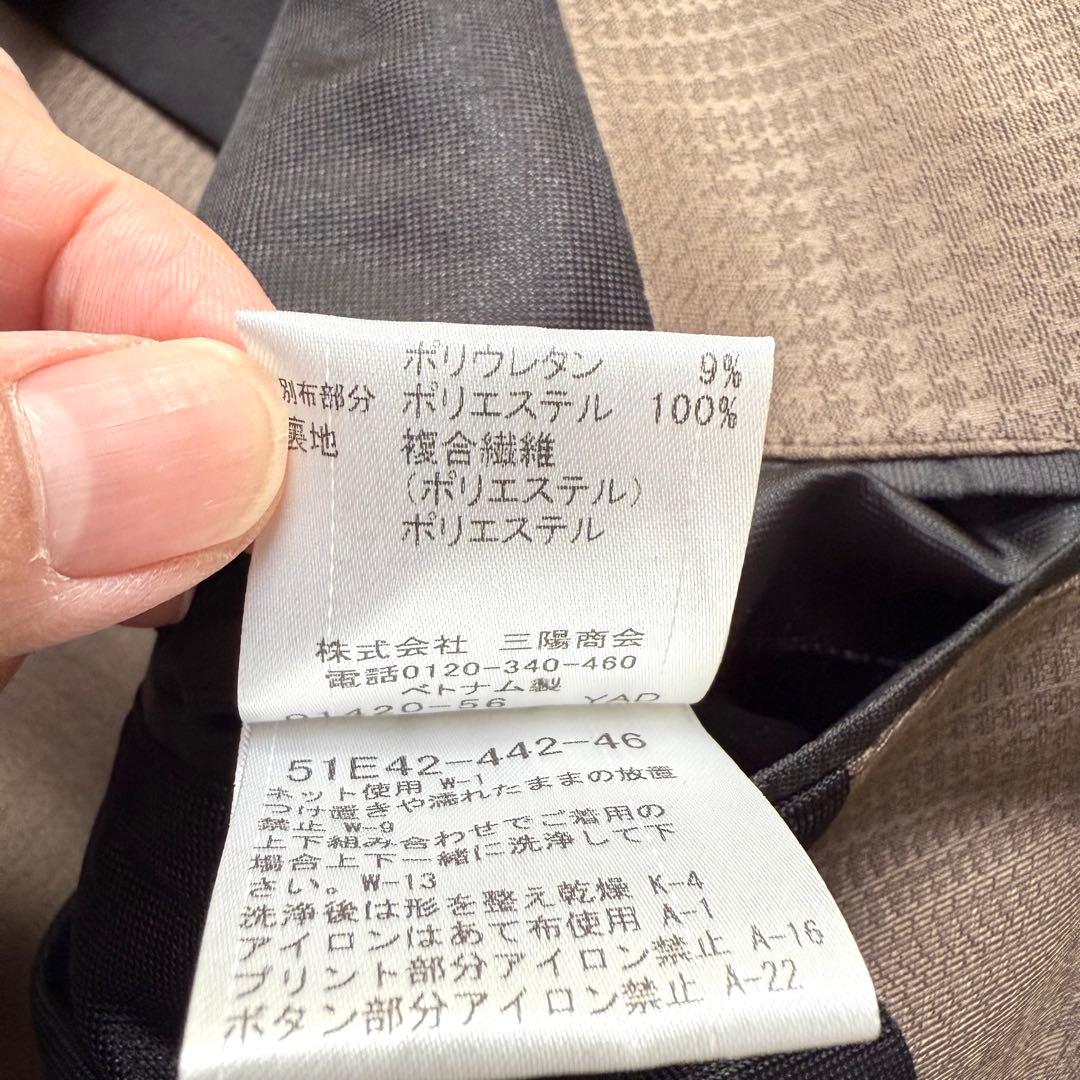 ポリウレタン 9%
別布部分 ポリエステル 100%
裏地 複合繊維
(ポリエステル)
ポリエステル
株式会社 三陽商会
電話0120-340-460
ベトナム製
01420-56 YAD
51E42-442-46
ネット使用 W-1
つけ置きや濡れたままの放置
禁止 W-9
上下組み合わせでご着用の
場合上下一緒に洗浄して下
さい。W-13
洗浄後は形を整え乾燥 K-4
アイロンはあて布使用 A-1
プリント部分アイロン禁止 A-16
ボタン部分アイロン禁止 A-22